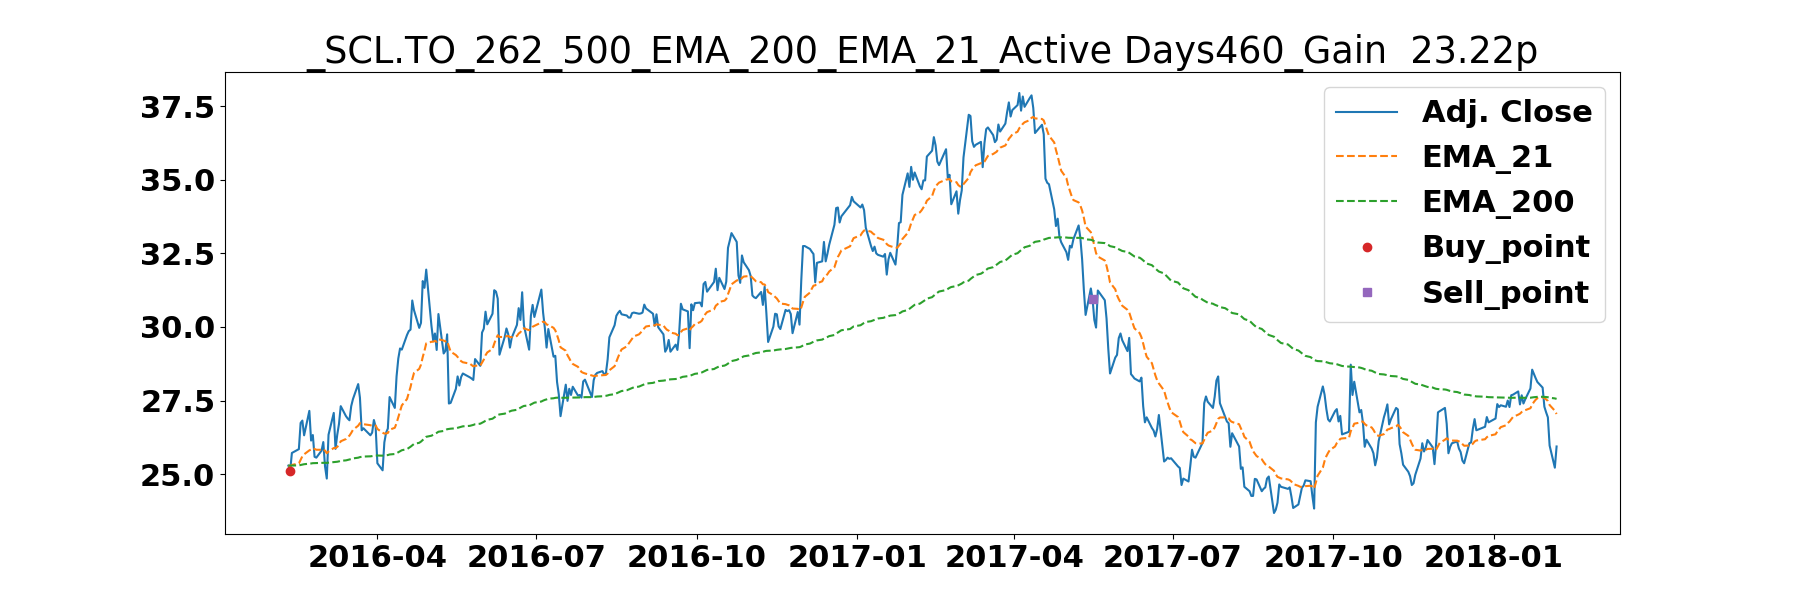 _SCL.TO_262_500_EMA_200_EMA_21_Active Days460_Gain  23.22p
37.5
35.0
32.5
30.0
27.5
25.0
Adj. Close
EMA_21
EMA_200
Buy_point
Sell_point
2016-04 2016-07 2016-10 2017-01 2017-04 2017-07 2017-10 2018-01